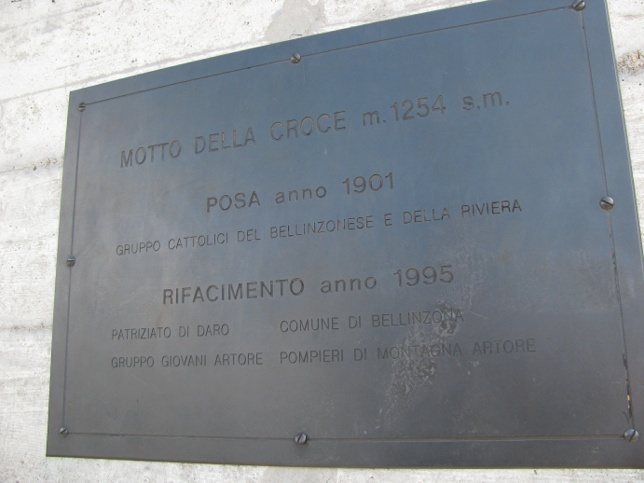 MOTTO DELLA CROCE m.1254 s.m.
POSA anno 1901
GRUPPO CATTOLICI DEL BELLINZONESE E DELLA RIVIERA
RIFACIMENTO anno 1995
PATRIZIATO DI DARO COMUNE DI BELLINZONA
GRUPPO GIOVANI ARTORE POMPIERI DI MONTAGNA ARTORE